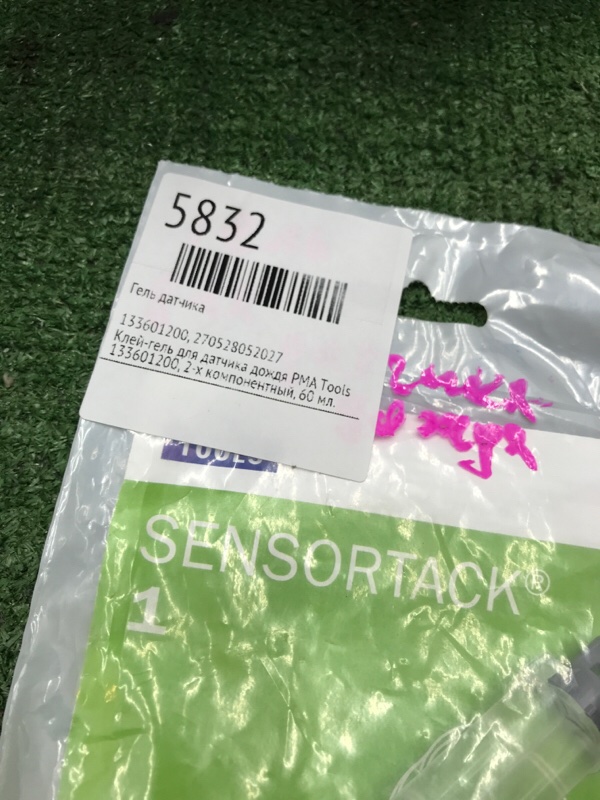 5832
Гель датчика
133601200, 270528052027
Клей-гель для датчика дождя PMA Tools
133601200, 2-х компонентный, 60 мл.
TOOLS
SENSORTACK®
1